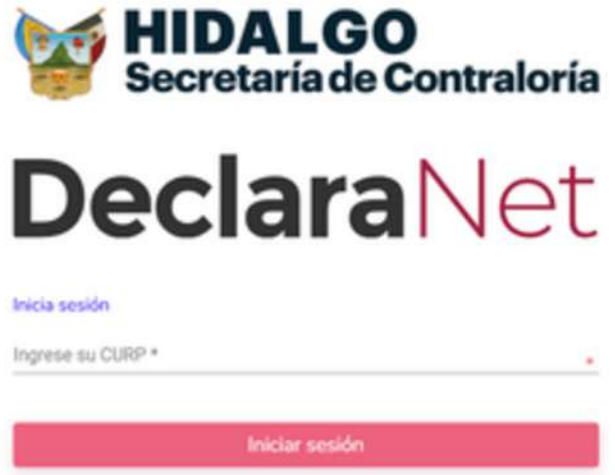 HIDALGO
Secretaría de Contraloría
DeclaraNet
Inicia sesión
Ingrese su CURP *
*
Iniciar sesión